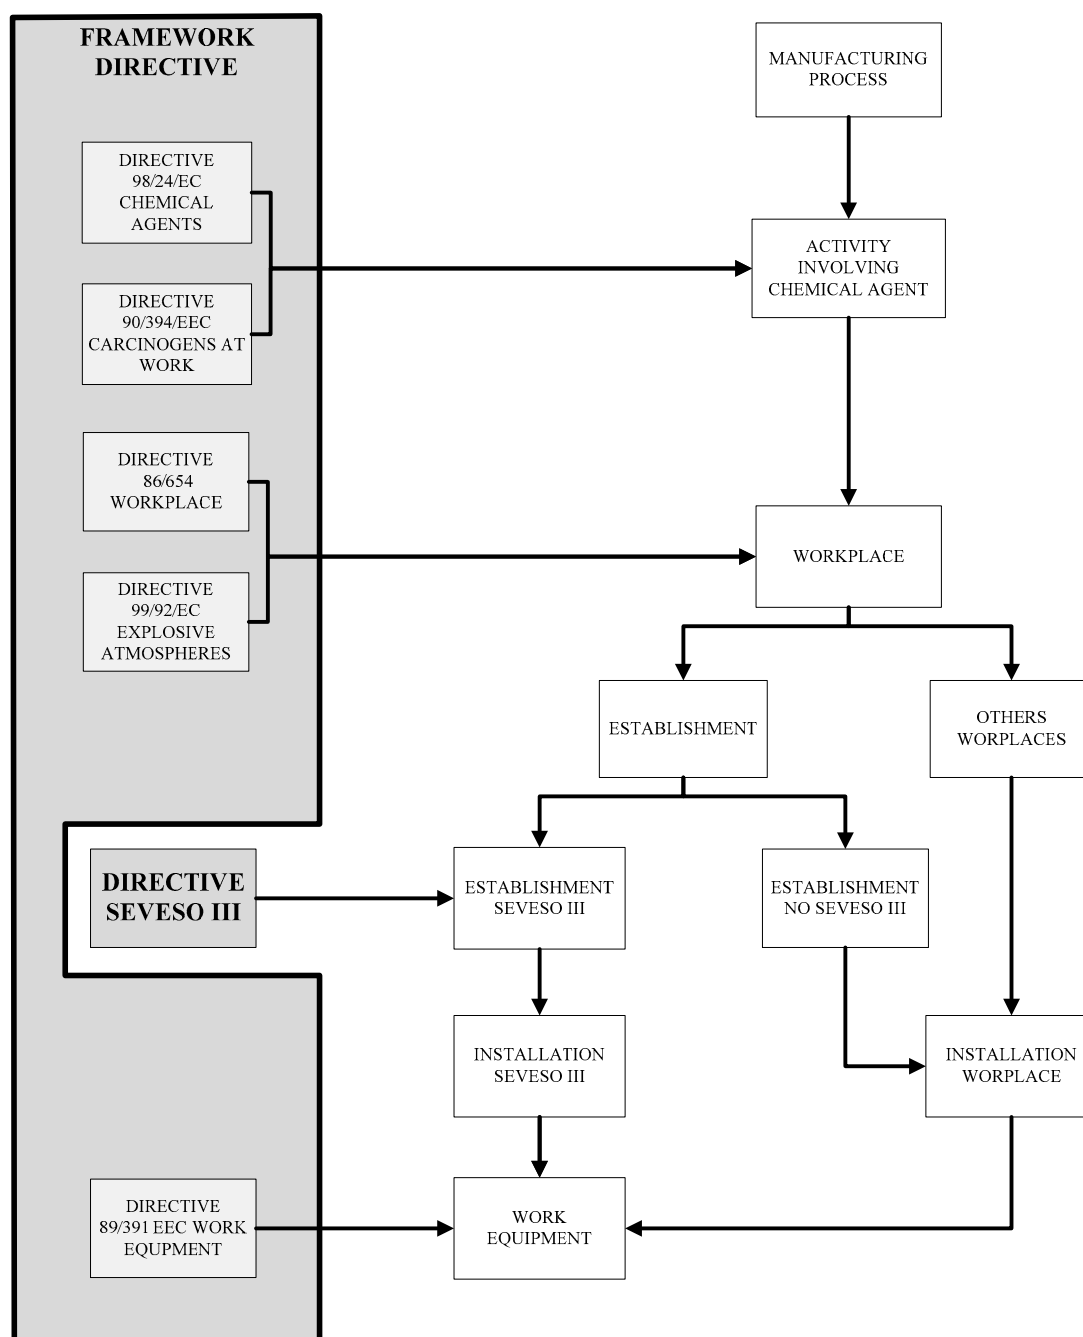 FRAMEWORK
DIRECTIVE
MANUFACTURING
PROCESS
DIRECTIVE
98/24/EC
CHEMICAL
AGENTS
ACTIVITY
INVOLVING
CHEMICAL AGENT
DIRECTIVE
90/394/EEC
CARCINOGENS AT
WORK
DIRECTIVE
86/654
WORKPLACE
WORKPLACE
DIRECTIVE
99/92/EC
EXPLOSIVE
ATMOSPHERES
ESTABLISHMENT
OTHERS
WORPLACES
DIRECTIVE
SEVESO III
ESTABLISHMENT
SEVESO III
ESTABLISHMENT
NO SEVESO III
INSTALLATION
SEVESO III
INSTALLATION
WORPLACE
DIRECTIVE
89/391 EEC WORK
EQUPMENT
WORK
EQUIPMENT